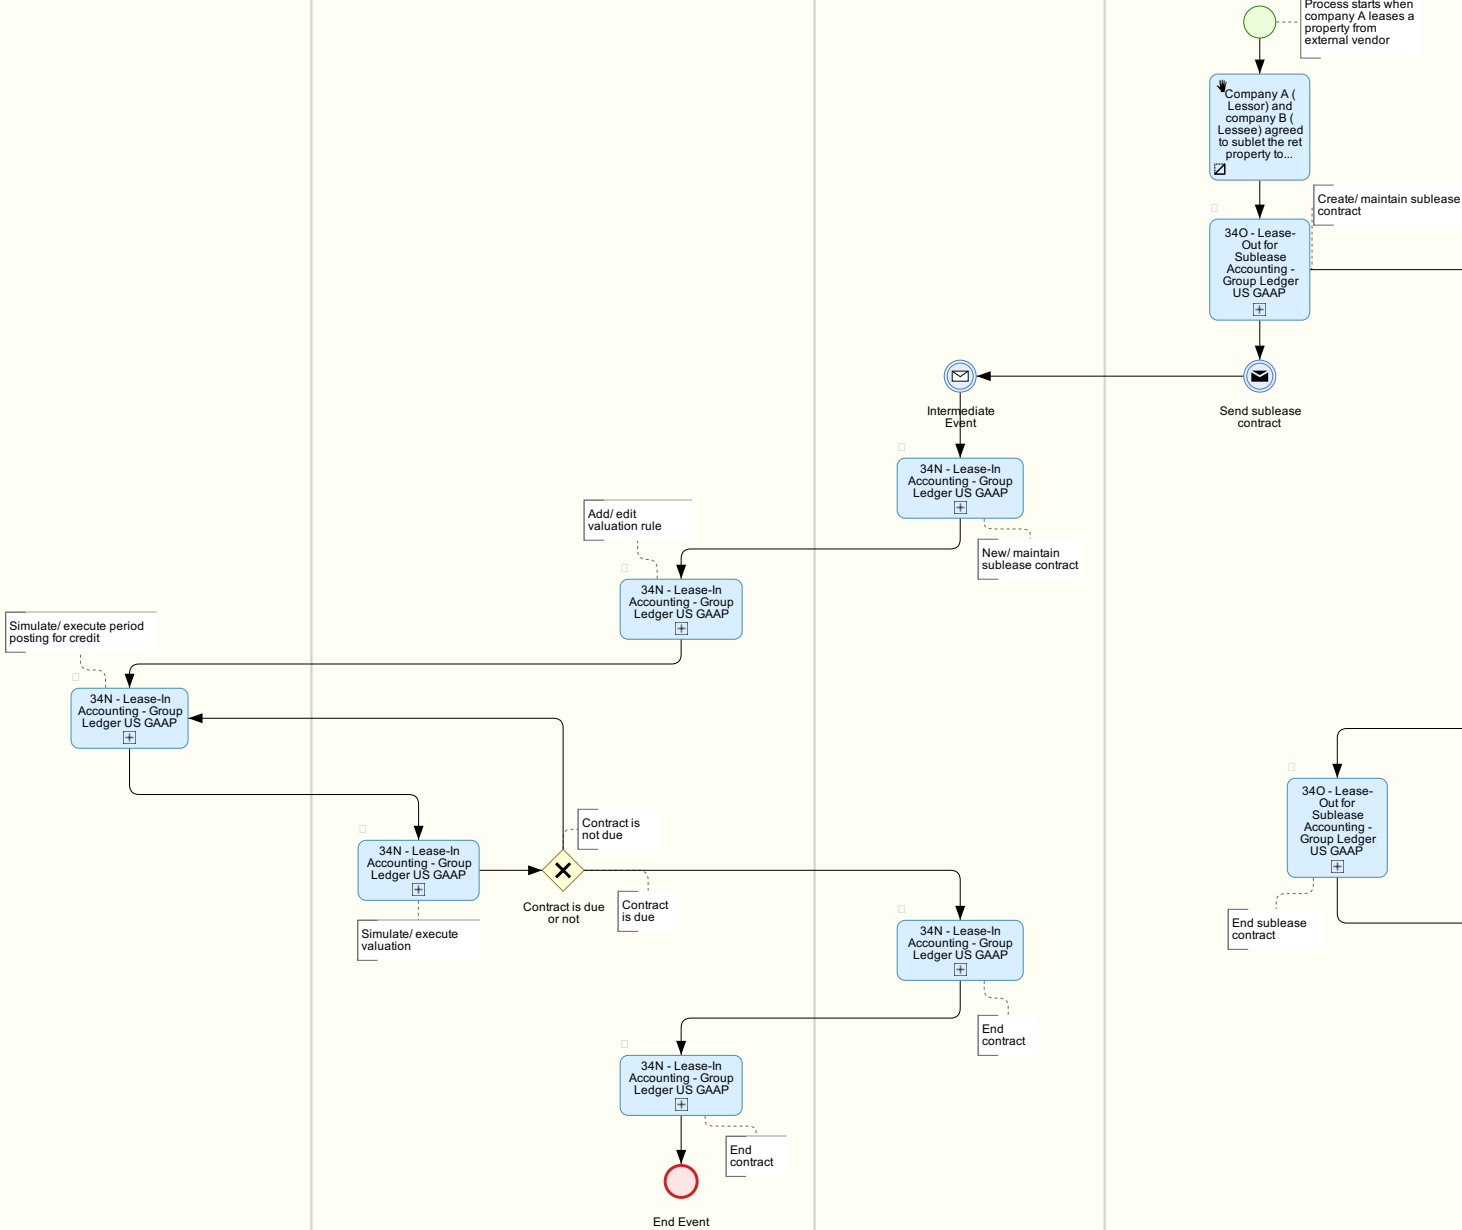 Process starts when
company A leases a
property from
external vendor
Company A (
Lessor) and
company B (
Lessee) agreed
to sublet the ret
property to...
Create/ maintain sublease
contract
34O - Lease-
Out for
Sublease
Accounting -
Group Ledger
US GAAP
Intermediate
Event
Send sublease
contract
34N - Lease-In
Accounting - Group
Ledger US GAAP
Add/ edit
valuation rule
New/ maintain
sublease contract
34N - Lease-In
Accounting - Group
Ledger US GAAP
Simulate/ execute period
posting for credit
34N - Lease-In
Accounting - Group
Ledger US GAAP
34O - Lease-
Out for
Sublease
Accounting -
Group Ledger
US GAAP
Contract is
not due
34N - Lease-In
Accounting - Group
Ledger US GAAP
Contract is due
or not
Contract
is due
End sublease
contract
Simulate/ execute
valuation
34N - Lease-In
Accounting - Group
Ledger US GAAP
End
contract
34N - Lease-In
Accounting - Group
Ledger US GAAP
End
contract
End Event